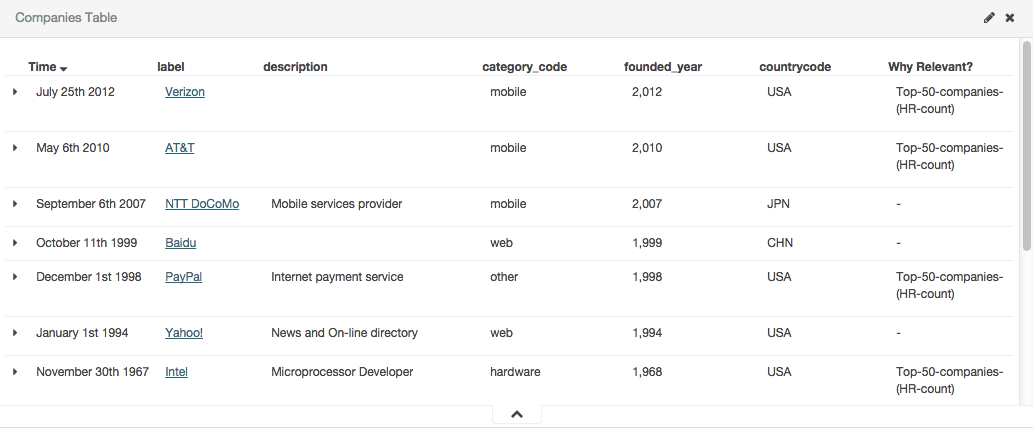 Companies Table
Time label description category_code founded_year countrycode Why Relevant?
July 25th 2012 Verizon mobile 2,012 USA Top-50-companies-
(HR-count)
May 6th 2010 AT&T mobile 2,010 USA Top-50-companies-
(HR-count)
September 6th 2007 NTT DoCoMo Mobile services provider mobile 2,007 JPN -
October 11th 1999 Baidu web 1,999 CHN -
December 1st 1998 PayPal Internet payment service other 1,998 USA Top-50-companies-
(HR-count)
January 1st 1994 Yahoo! News and On-line directory web 1,994 USA -
November 30th 1967 Intel Microprocessor Developer hardware 1,968 USA Top-50-companies-
(HR-count)